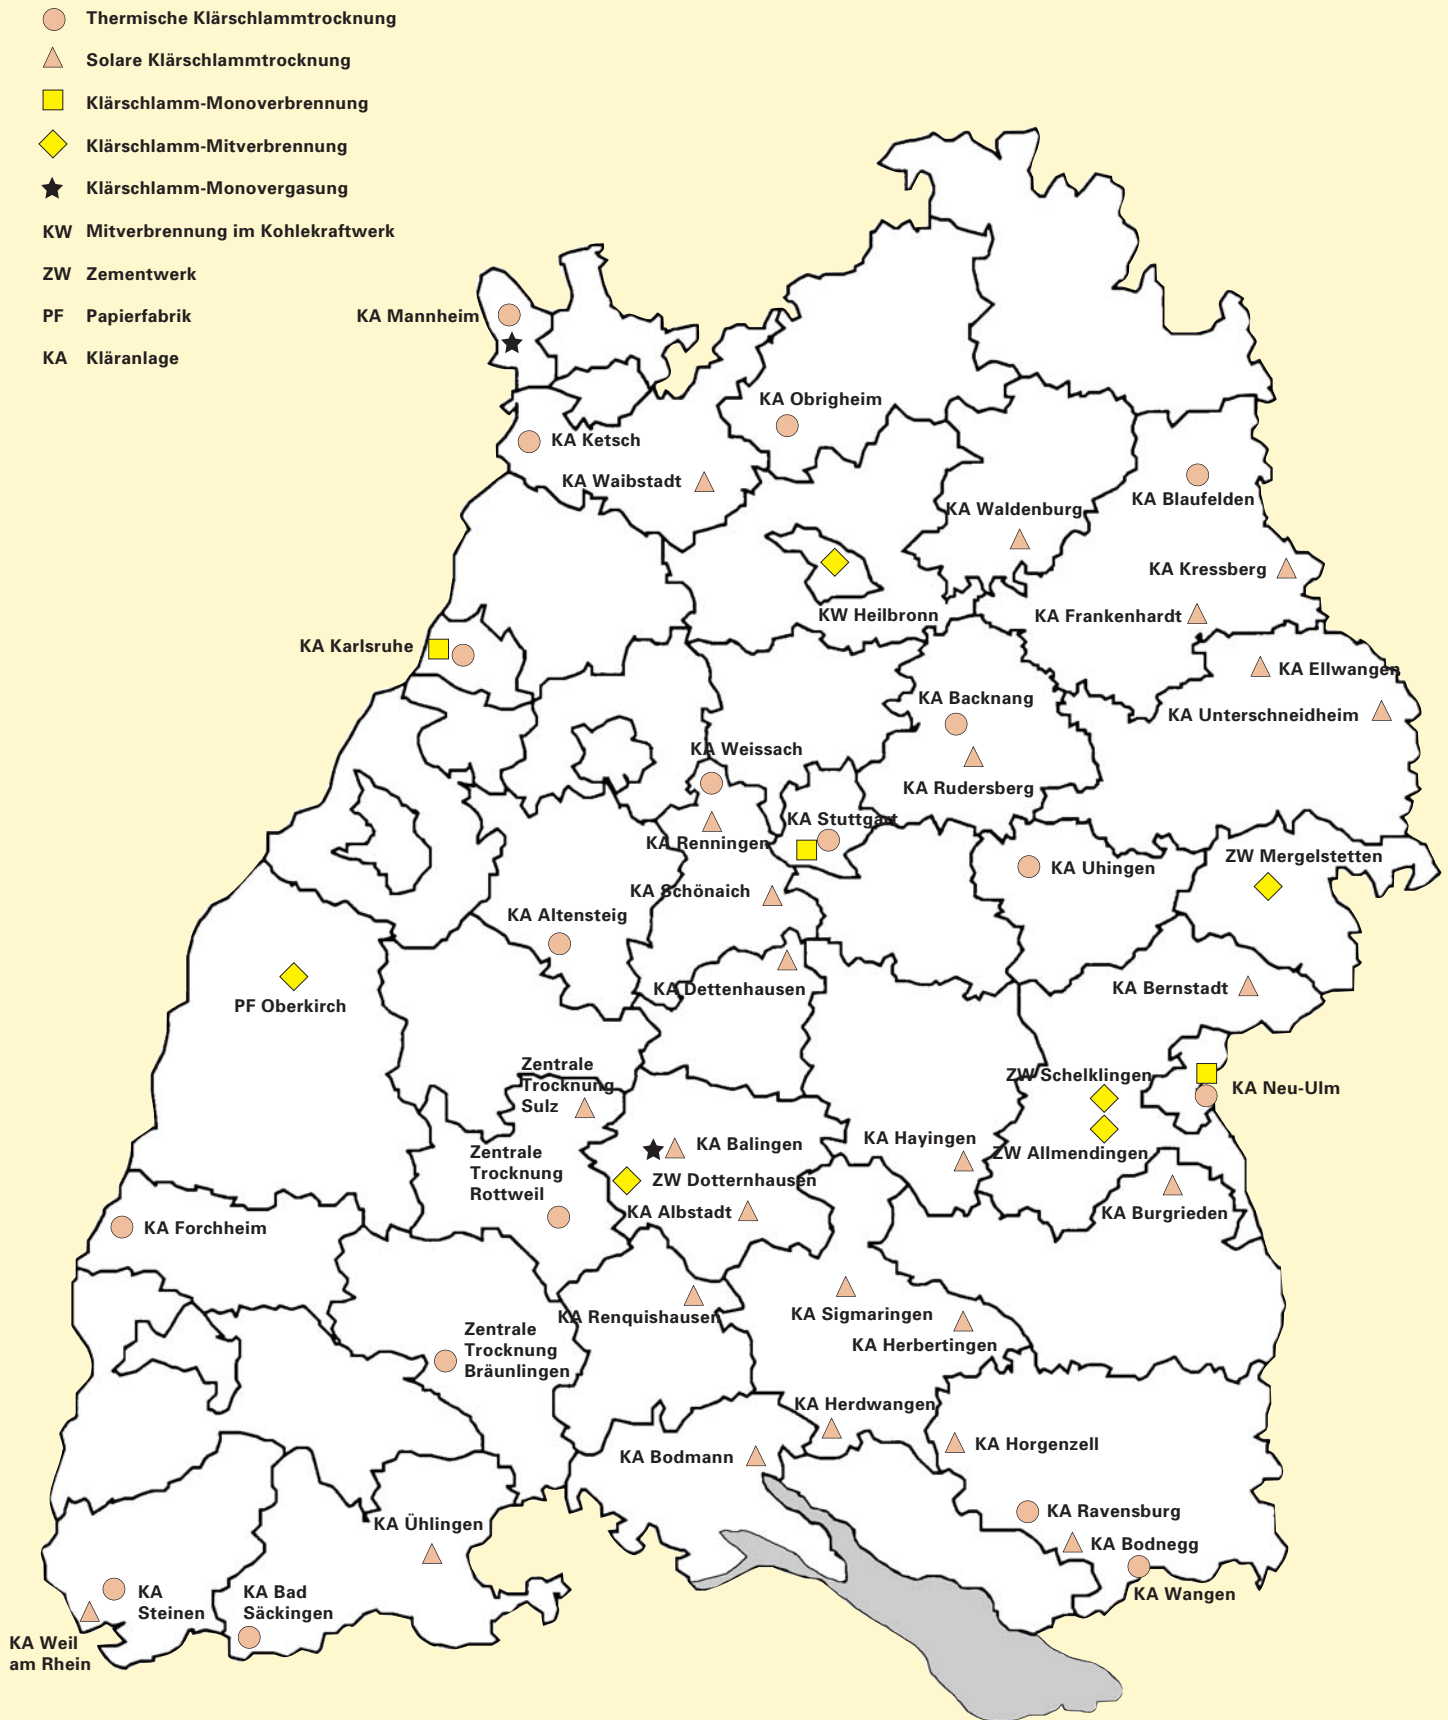 Thermische Klärschlammtrocknung
Solare Klärschlammtrocknung
Klärschlamm-Monoverbrennung
Klärschlamm-Mitverbrennung
Klärschlamm-Monovergasung
KW Mitverbrennung im Kohlekraftwerk
ZW Zementwerk
PF Papierfabrik
KA Kläranlage
KA Mannheim
KA Obrigheim
KA Ketsch
KA Waibstadt
KA Blaufelden
KA Waldenburg
KA Kressberg
KW Heilbronn
KA Frankenhardt
KA Karlsruhe
KA Ellwangen
KA Backnang
KA Unterschneidheim
KA Weissach
KA Rudersberg
KA Stuttgart
KA Renningen
ZW Mergelstetten
KA Uhingen
KA Schönaich
KA Altensteig
KA Dettenhausen
KA Bernstadt
PF Oberkirch
Zentrale
Trocknung
Sulz
ZW Schelklingen
KA Neu-Ulm
KA Hayingen
KA Balingen
ZW Allmendingen
Zentrale
Trocknung
Rottweil
ZW Dotternhausen
KA Albstadt
KA Burgrieden
KA Forchheim
KA Renquishausen
KA Sigmaringen
KA Herbertingen
Zentrale
Trocknung
Bräunlingen
KA Herdwangen
KA Horgenzell
KA Bodmann
KA Ravensburg
KA Ühlingen
KA Bodnegg
KA Wangen
KA
Steinen
KA Bad
Säckingen
KA Weil
am Rhein